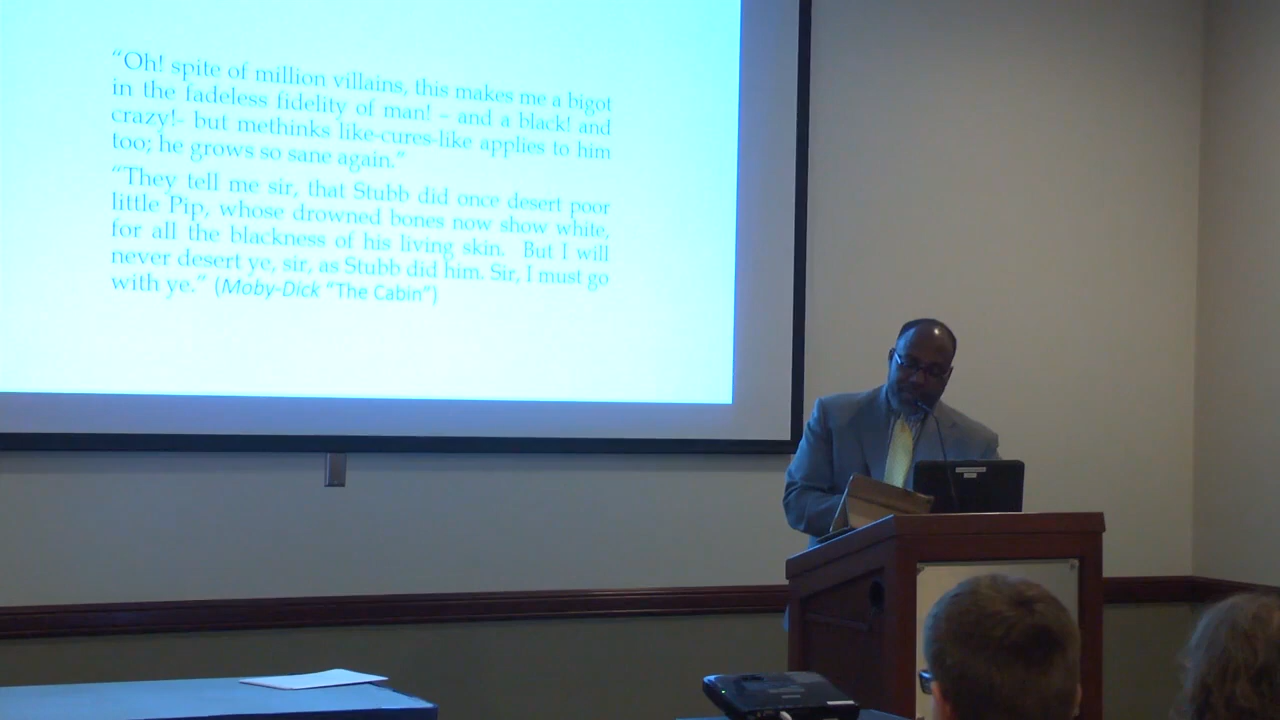 “Oh! spite of million villains, this makes me a bigot
in the fadeless fidelity of man! – and a black! and
crazy!- but methinks like-cures-like applies to him
too; he grows so sane again.”
“They tell me sir, that Stubb did once desert poor
little Pip, whose drowned bones now show white,
for all the blackness of his living skin.  But I will
never desert ye, sir, as Stubb did him. Sir, I must go
with ye.” (Moby-Dick “The Cabin”)